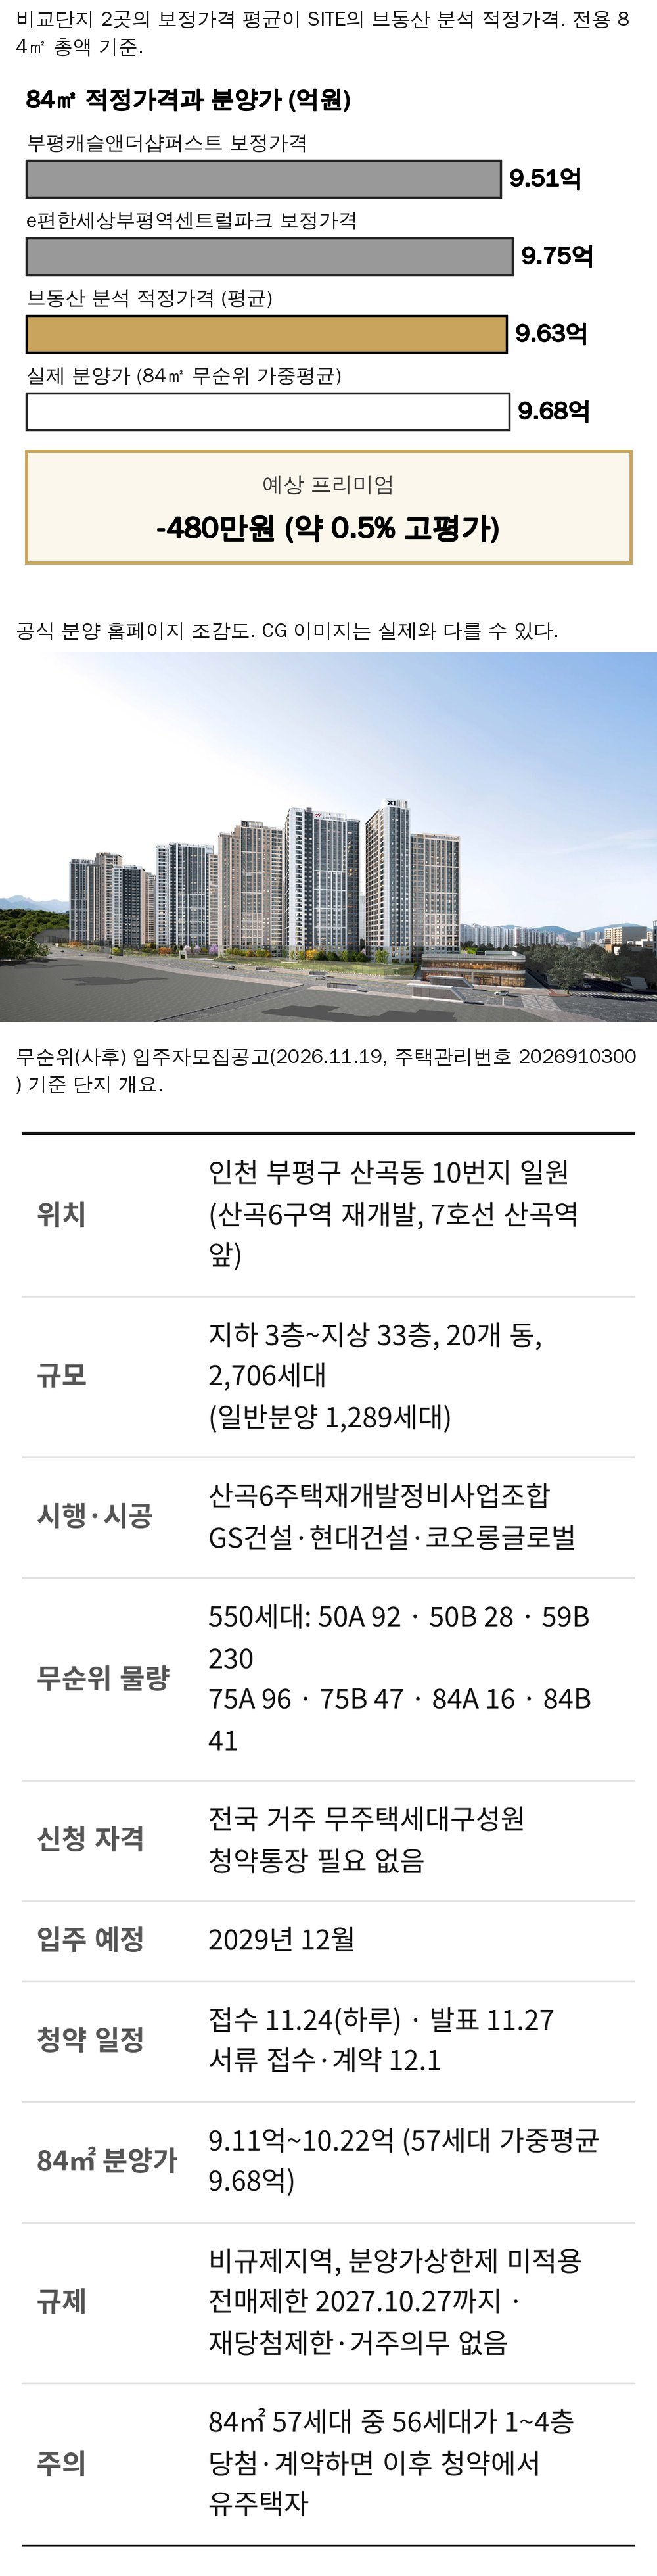 비교단지 2곳의 보정가격 평균이 SITE의 브동산 분석 적정가격. 전용 8
4㎡ 총액 기준.
84㎡ 적정가격과 분양가 (억원)
부평캐슬앤더샵퍼스트 보정가격
9.51억
e편한세상부평역센트럴파크 보정가격
9.75억
브동산 분석 적정가격 (평균)
9.63억
실제 분양가 (84㎡ 무순위 가중평균)
9.68억
예상 프리미엄
-480만원 (약 0.5% 고평가)
공식 분양 홈페이지 조감도. CG 이미지는 실제와 다를 수 있다.
무순위(사후) 입주자모집공고(2026.11.19, 주택관리번호 2026910300
) 기준 단지 개요.
위치
인천 부평구 산곡동 10번지 일원
(산곡6구역 재개발, 7호선 산곡역
앞)
규모
지하 3층~지상 33층, 20개 동,
2,706세대
(일반분양 1,289세대)
시행·시공
산곡6주택재개발정비사업조합
GS건설·현대건설·코오롱글로벌
무순위 물량
550세대: 50A 92 · 50B 28 · 59B
230
75A 96 · 75B 47 · 84A 16 · 84B
41
신청 자격
전국 거주 무주택세대구성원
청약통장 필요 없음
입주 예정
2029년 12월
청약 일정
접수 11.24(하루) · 발표 11.27
서류 접수·계약 12.1
84㎡ 분양가
9.11억~10.22억 (57세대 가중평균
9.68억)
규제
비규제지역, 분양가상한제 미적용
전매제한 2027.10.27까지 ·
재당첨제한·거주의무 없음
주의
84㎡ 57세대 중 56세대가 1~4층
당첨·계약하면 이후 청약에서
유주택자